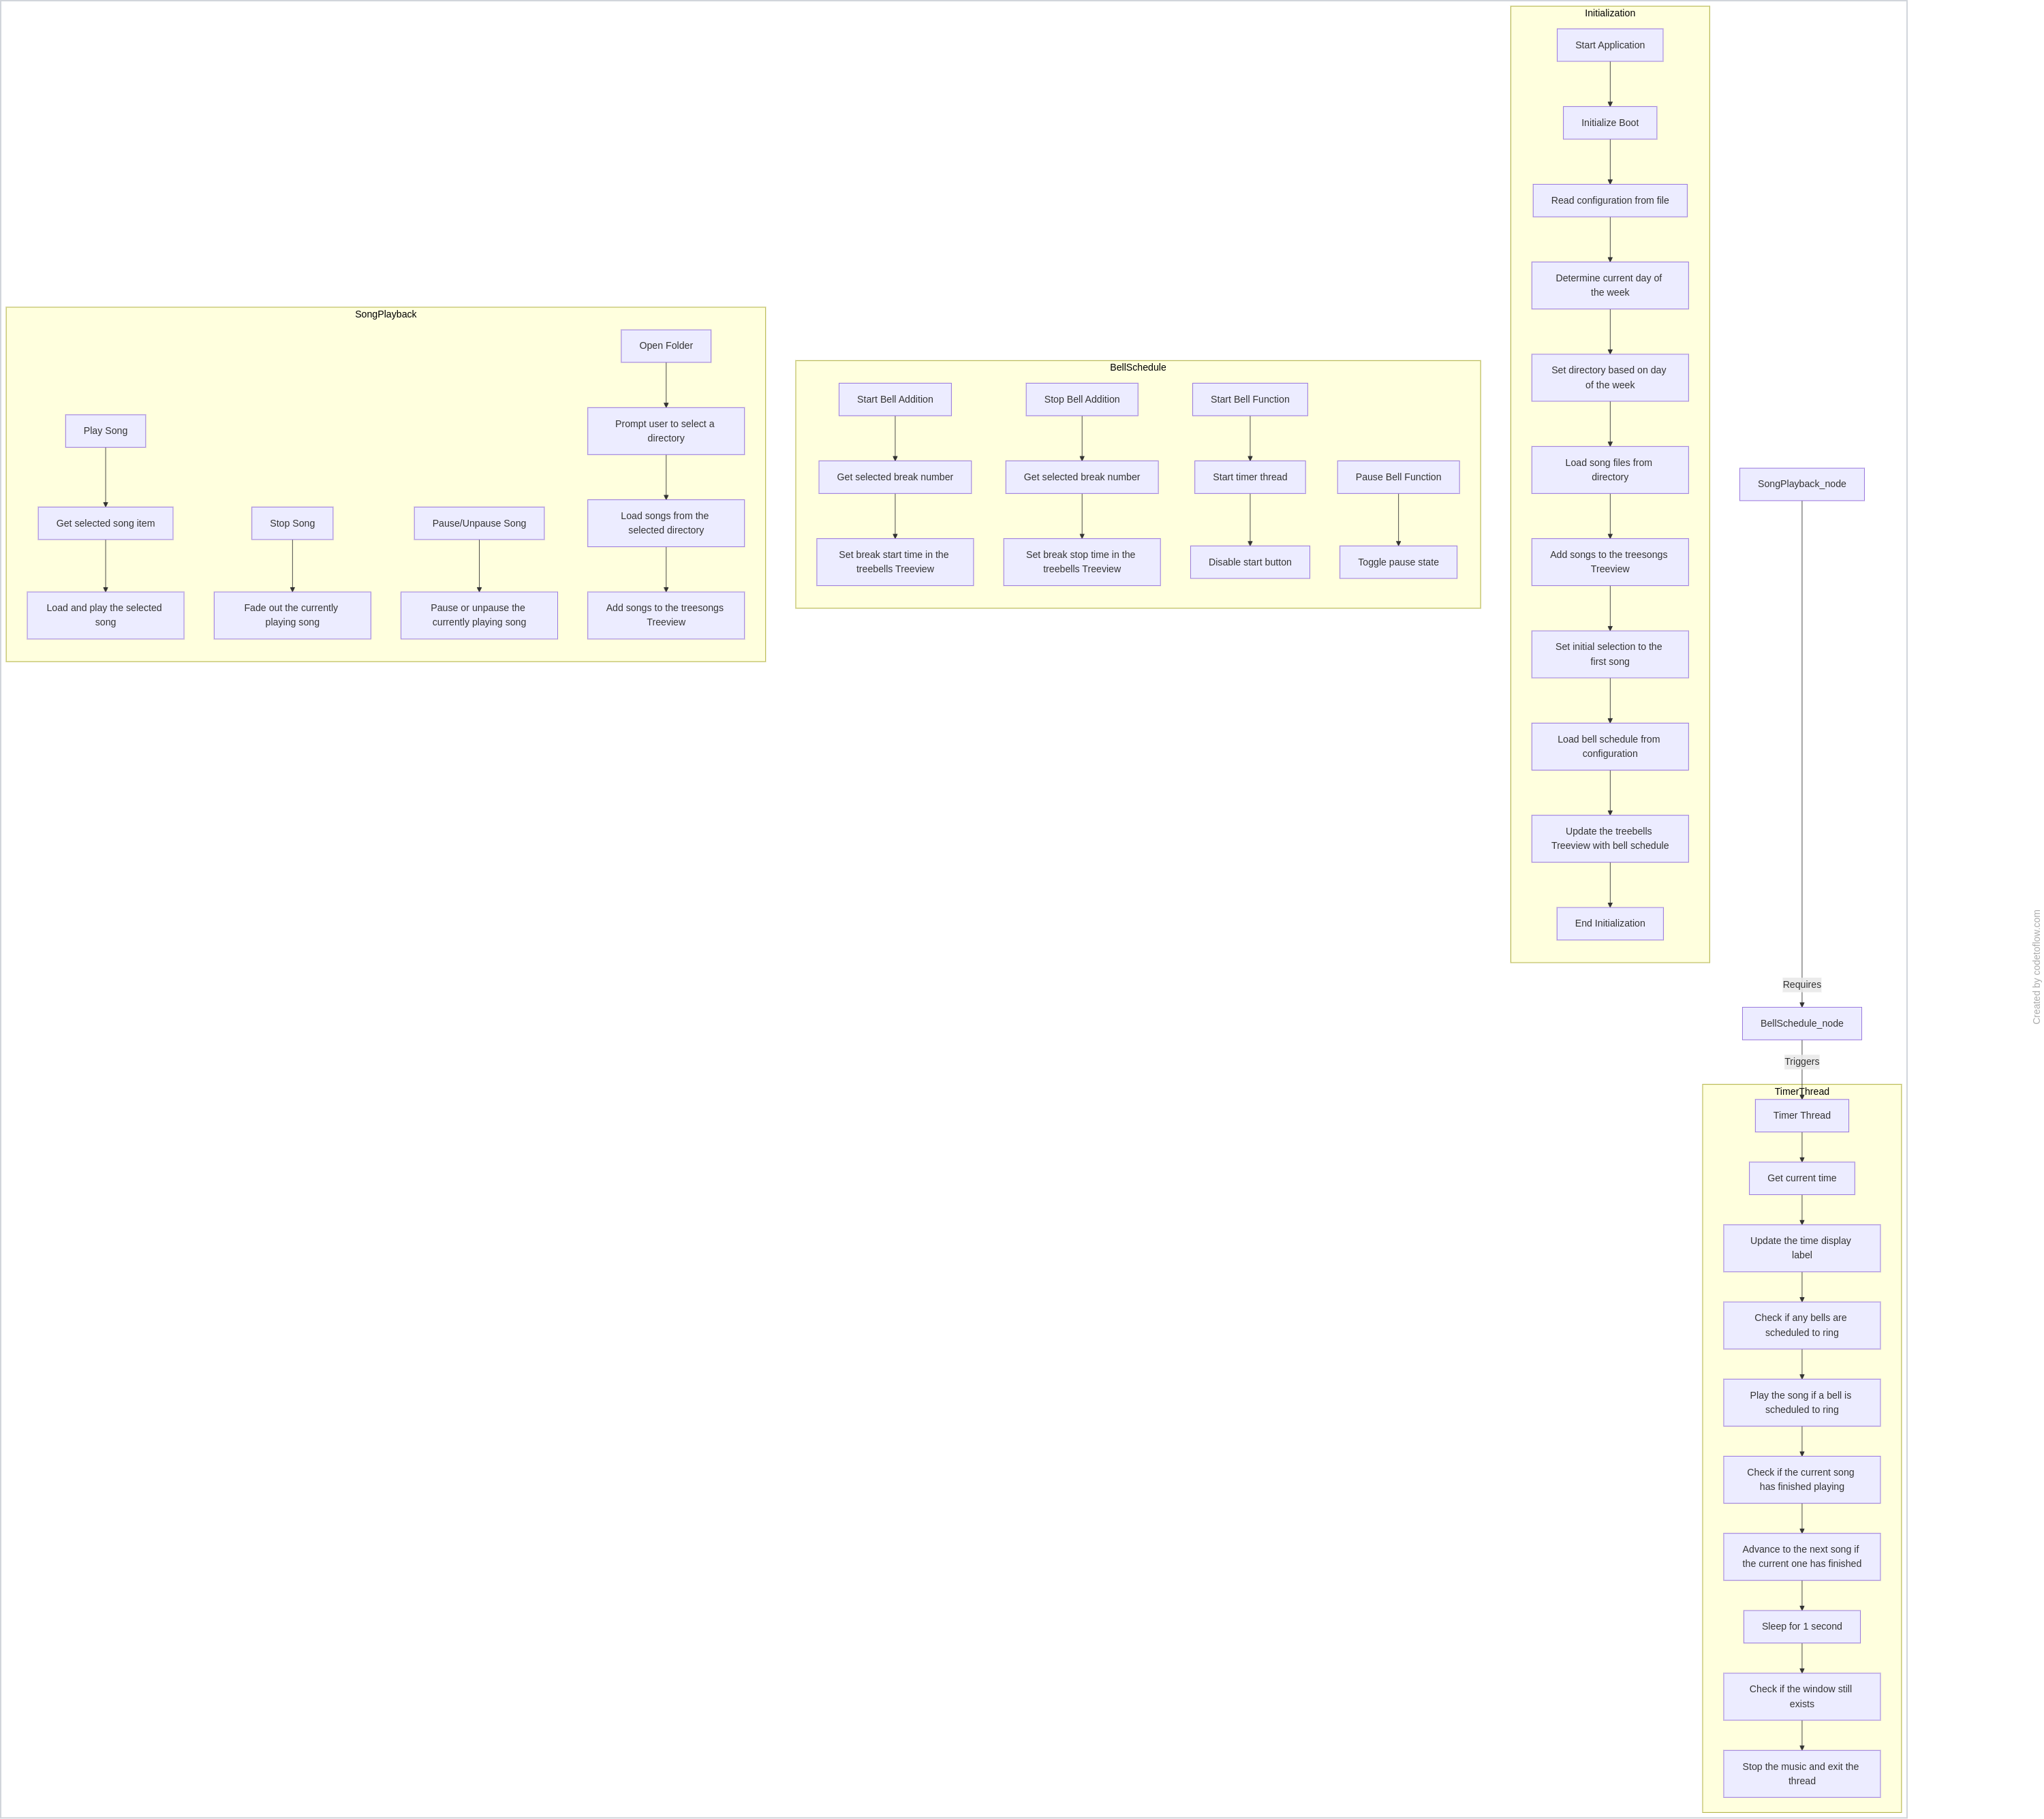 Initialization
Start Application
Initialize Boot
Read configuration from file
Determine current day of
the week
Set directory based on day
of the week
Load song files from
directory
Add songs to the treesongs
Treeview
Set initial selection to the
first song
Load bell schedule from
configuration
Update the treebells
Treeview with bell schedule
End Initialization
SongPlayback
Play Song
Get selected song item
Load and play the selected
song
Stop Song
Fade out the currently
playing song
Pause/Unpause Song
Pause or unpause the
currently playing song
Open Folder
Prompt user to select a
directory
Load songs from the
selected directory
Add songs to the treesongs
Treeview
BellSchedule
Start Bell Addition
Get selected break number
Set break start time in the
treebells Treeview
Stop Bell Addition
Get selected break number
Set break stop time in the
treebells Treeview
Start Bell Function
Start timer thread
Disable start button
Pause Bell Function
Toggle pause state
SongPlayback_node
Requires
BellSchedule_node
Triggers
TimerThread
Timer Thread
Get current time
Update the time display
label
Check if any bells are
scheduled to ring
Play the song if a bell is
scheduled to ring
Check if the current song
has finished playing
Advance to the next song if
the current one has finished
Sleep for 1 second
Check if the window still
exists
Stop the music and exit the
thread
Created by codetoflow.com